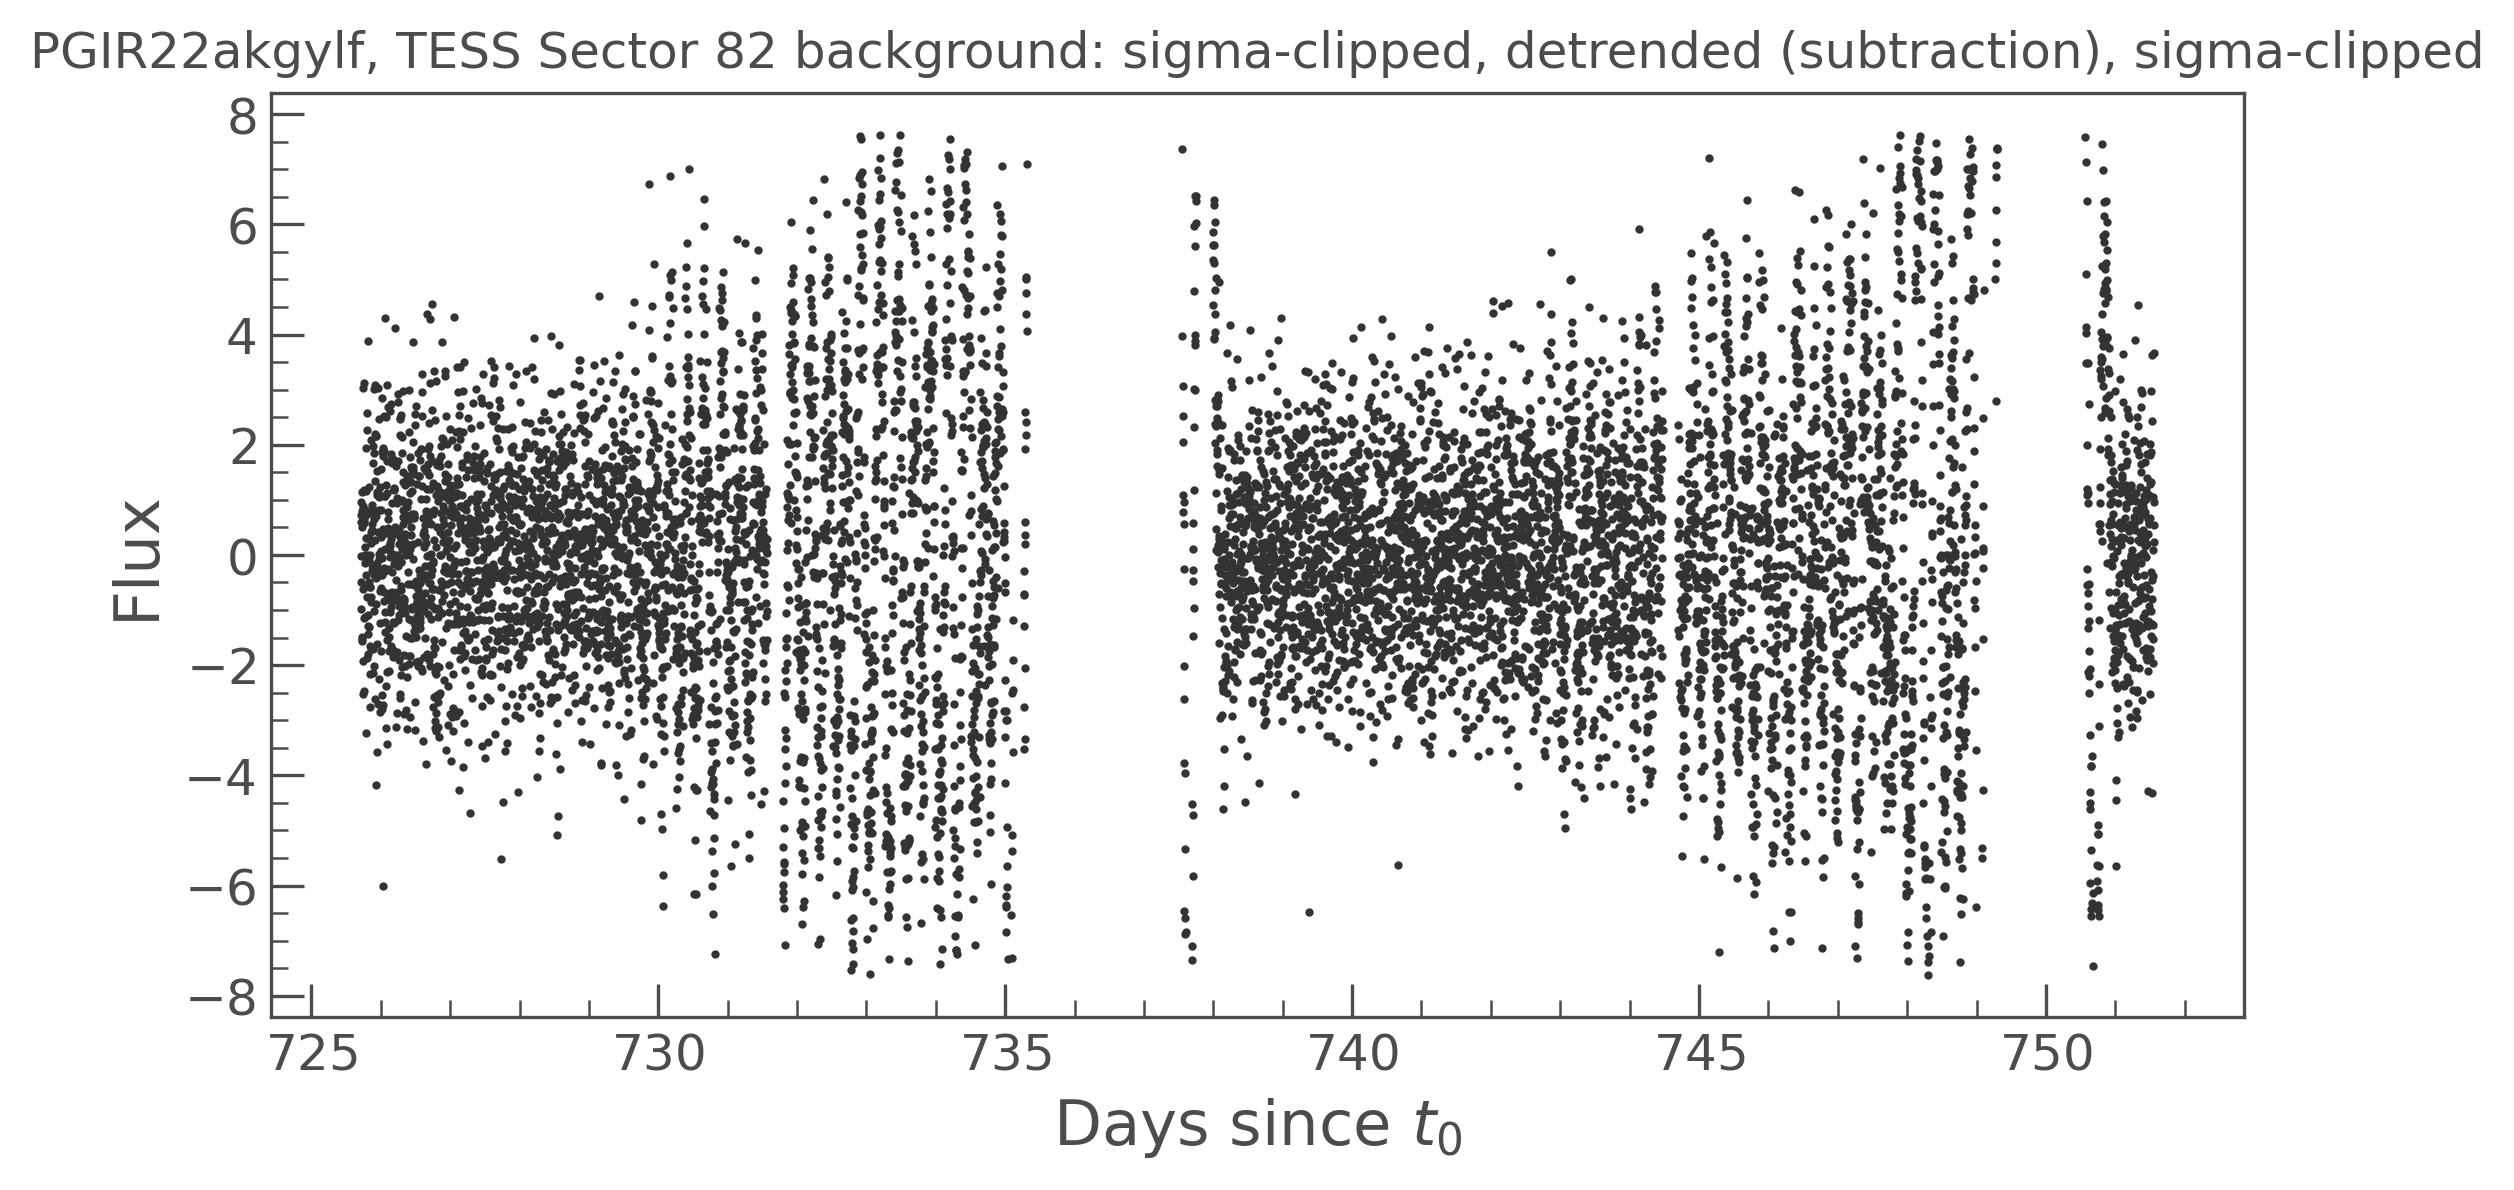 PGIR22akgylf, TESS Sector 82 background: sigma-clipped, detrended (subtraction), sigma-clipped
8
6
4
2
0
−2
−4
−6
−8
Flux
725 730 735 740 745 750
Days since t0